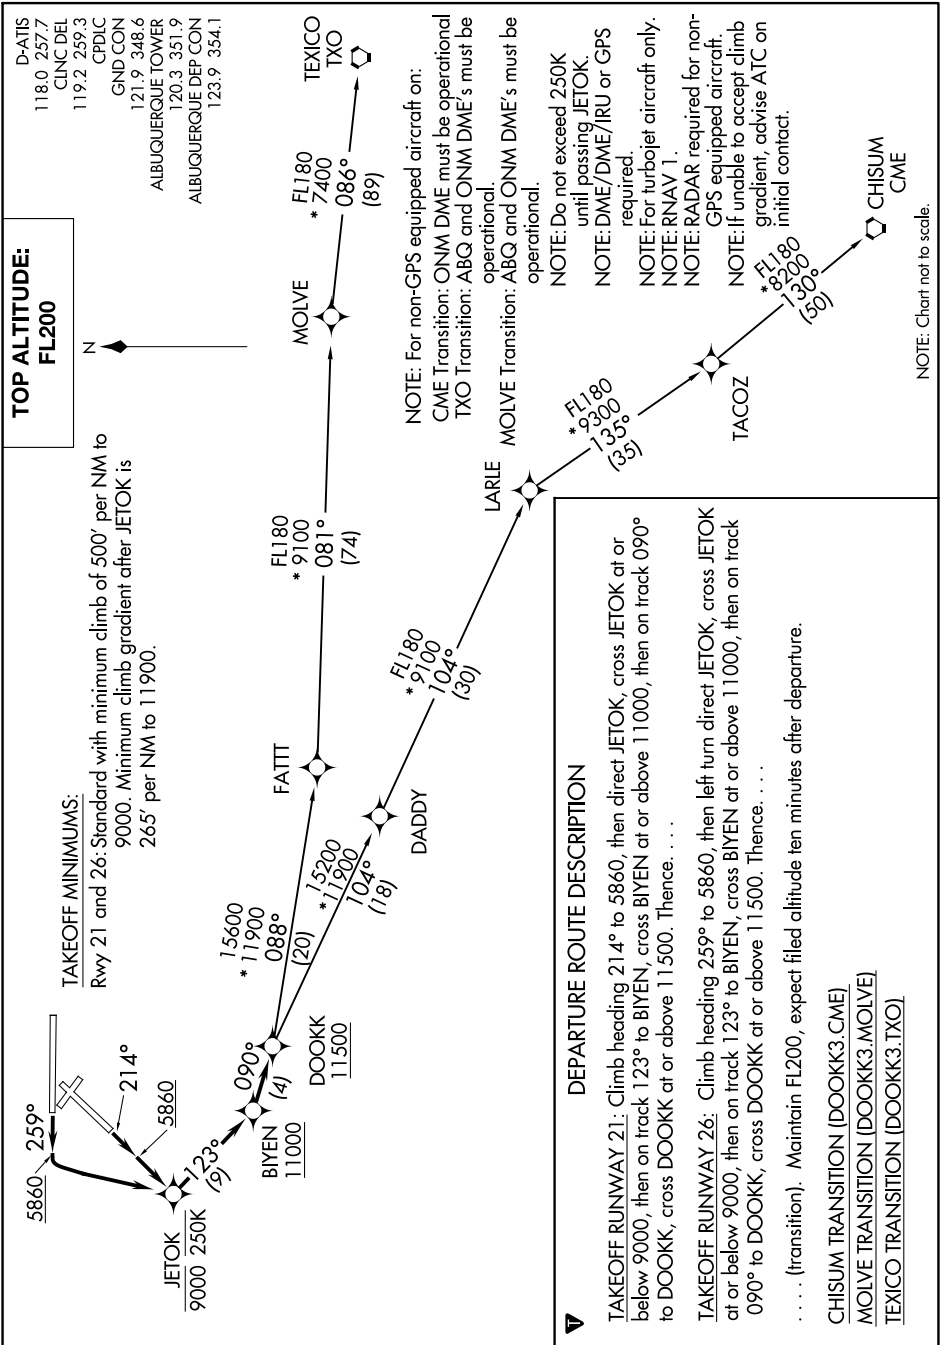 D-ATIS
118.0 257.7
CLNC DEL
119.2 259.3
CPDLC
GND CON
121.9 348.6
ALBUQUERQUE TOWER
120.3 351.9
ALBUQUERQUE DEP CON
123.9 354.1
TOP ALTITUDE:
FL200
N
TAKEOFF MINIMUMS:
Rwy 21 and 26: Standard with minimum climb of 500' per NM to
9000. Minimum climb gradient after JETOK is
265' per NM to 11900.
5860
259°
214°
5860
JETOK
9000 250K
123°
(9)
BIYEN
11000
090°
(4)
DOOKK
11500
15600
* 11900
088°
(20)
FATTT
FL180
* 9100
081°
(74)
MOLVE
FL180
* 7400
086°
(89)
TEXICO
TXO
15200
*11900
104°
(18)
DADDY
FL180
* 9100
104°
(30)
LARLE
FL180
* 9300
135°
(35)
TACOZ
FL180
*8200
130°
(50)
CHISUM
CME
NOTE: For non-GPS equipped aircraft on:
CME Transition: ONM DME must be operational
TXO Transition: ABQ and ONM DME's must be
operational.
MOLVE Transition: ABQ and ONM DME's must be
operational.
NOTE: Do not exceed 250K
until passing JETOK.
NOTE: DME/DME/IRU or GPS
required.
NOTE: For turbojet aircraft only.
NOTE: RNAV 1.
NOTE: RADAR required for non-
GPS equipped aircraft.
NOTE: If unable to accept climb
gradient, advise ATC on
initial contact.
NOTE: Chart not to scale.
T
DEPARTURE ROUTE DESCRIPTION
TAKEOFF RUNWAY 21: Climb heading 214° to 5860, then direct JETOK, cross JETOK at or
below 9000, then on track 123° to BIYEN, cross BIYEN at or above 11000, then on track 090°
to DOOKK, cross DOOKK at or above 11500. Thence. . . .
TAKEOFF RUNWAY 26: Climb heading 259° to 5860, then left turn direct JETOK, cross JETOK
at or below 9000, then on track 123° to BIYEN, cross BIYEN at or above 11000, then on track
090° to DOOKK, cross DOOKK at or above 11500. Thence. . . .
. . . . (transition). Maintain FL200, expect filed altitude ten minutes after departure.
CHISUM TRANSITION (DOOKK3.CME)
MOLVE TRANSITION (DOOKK3.MOLVE)
TEXICO TRANSITION (DOOKK3.TXO)